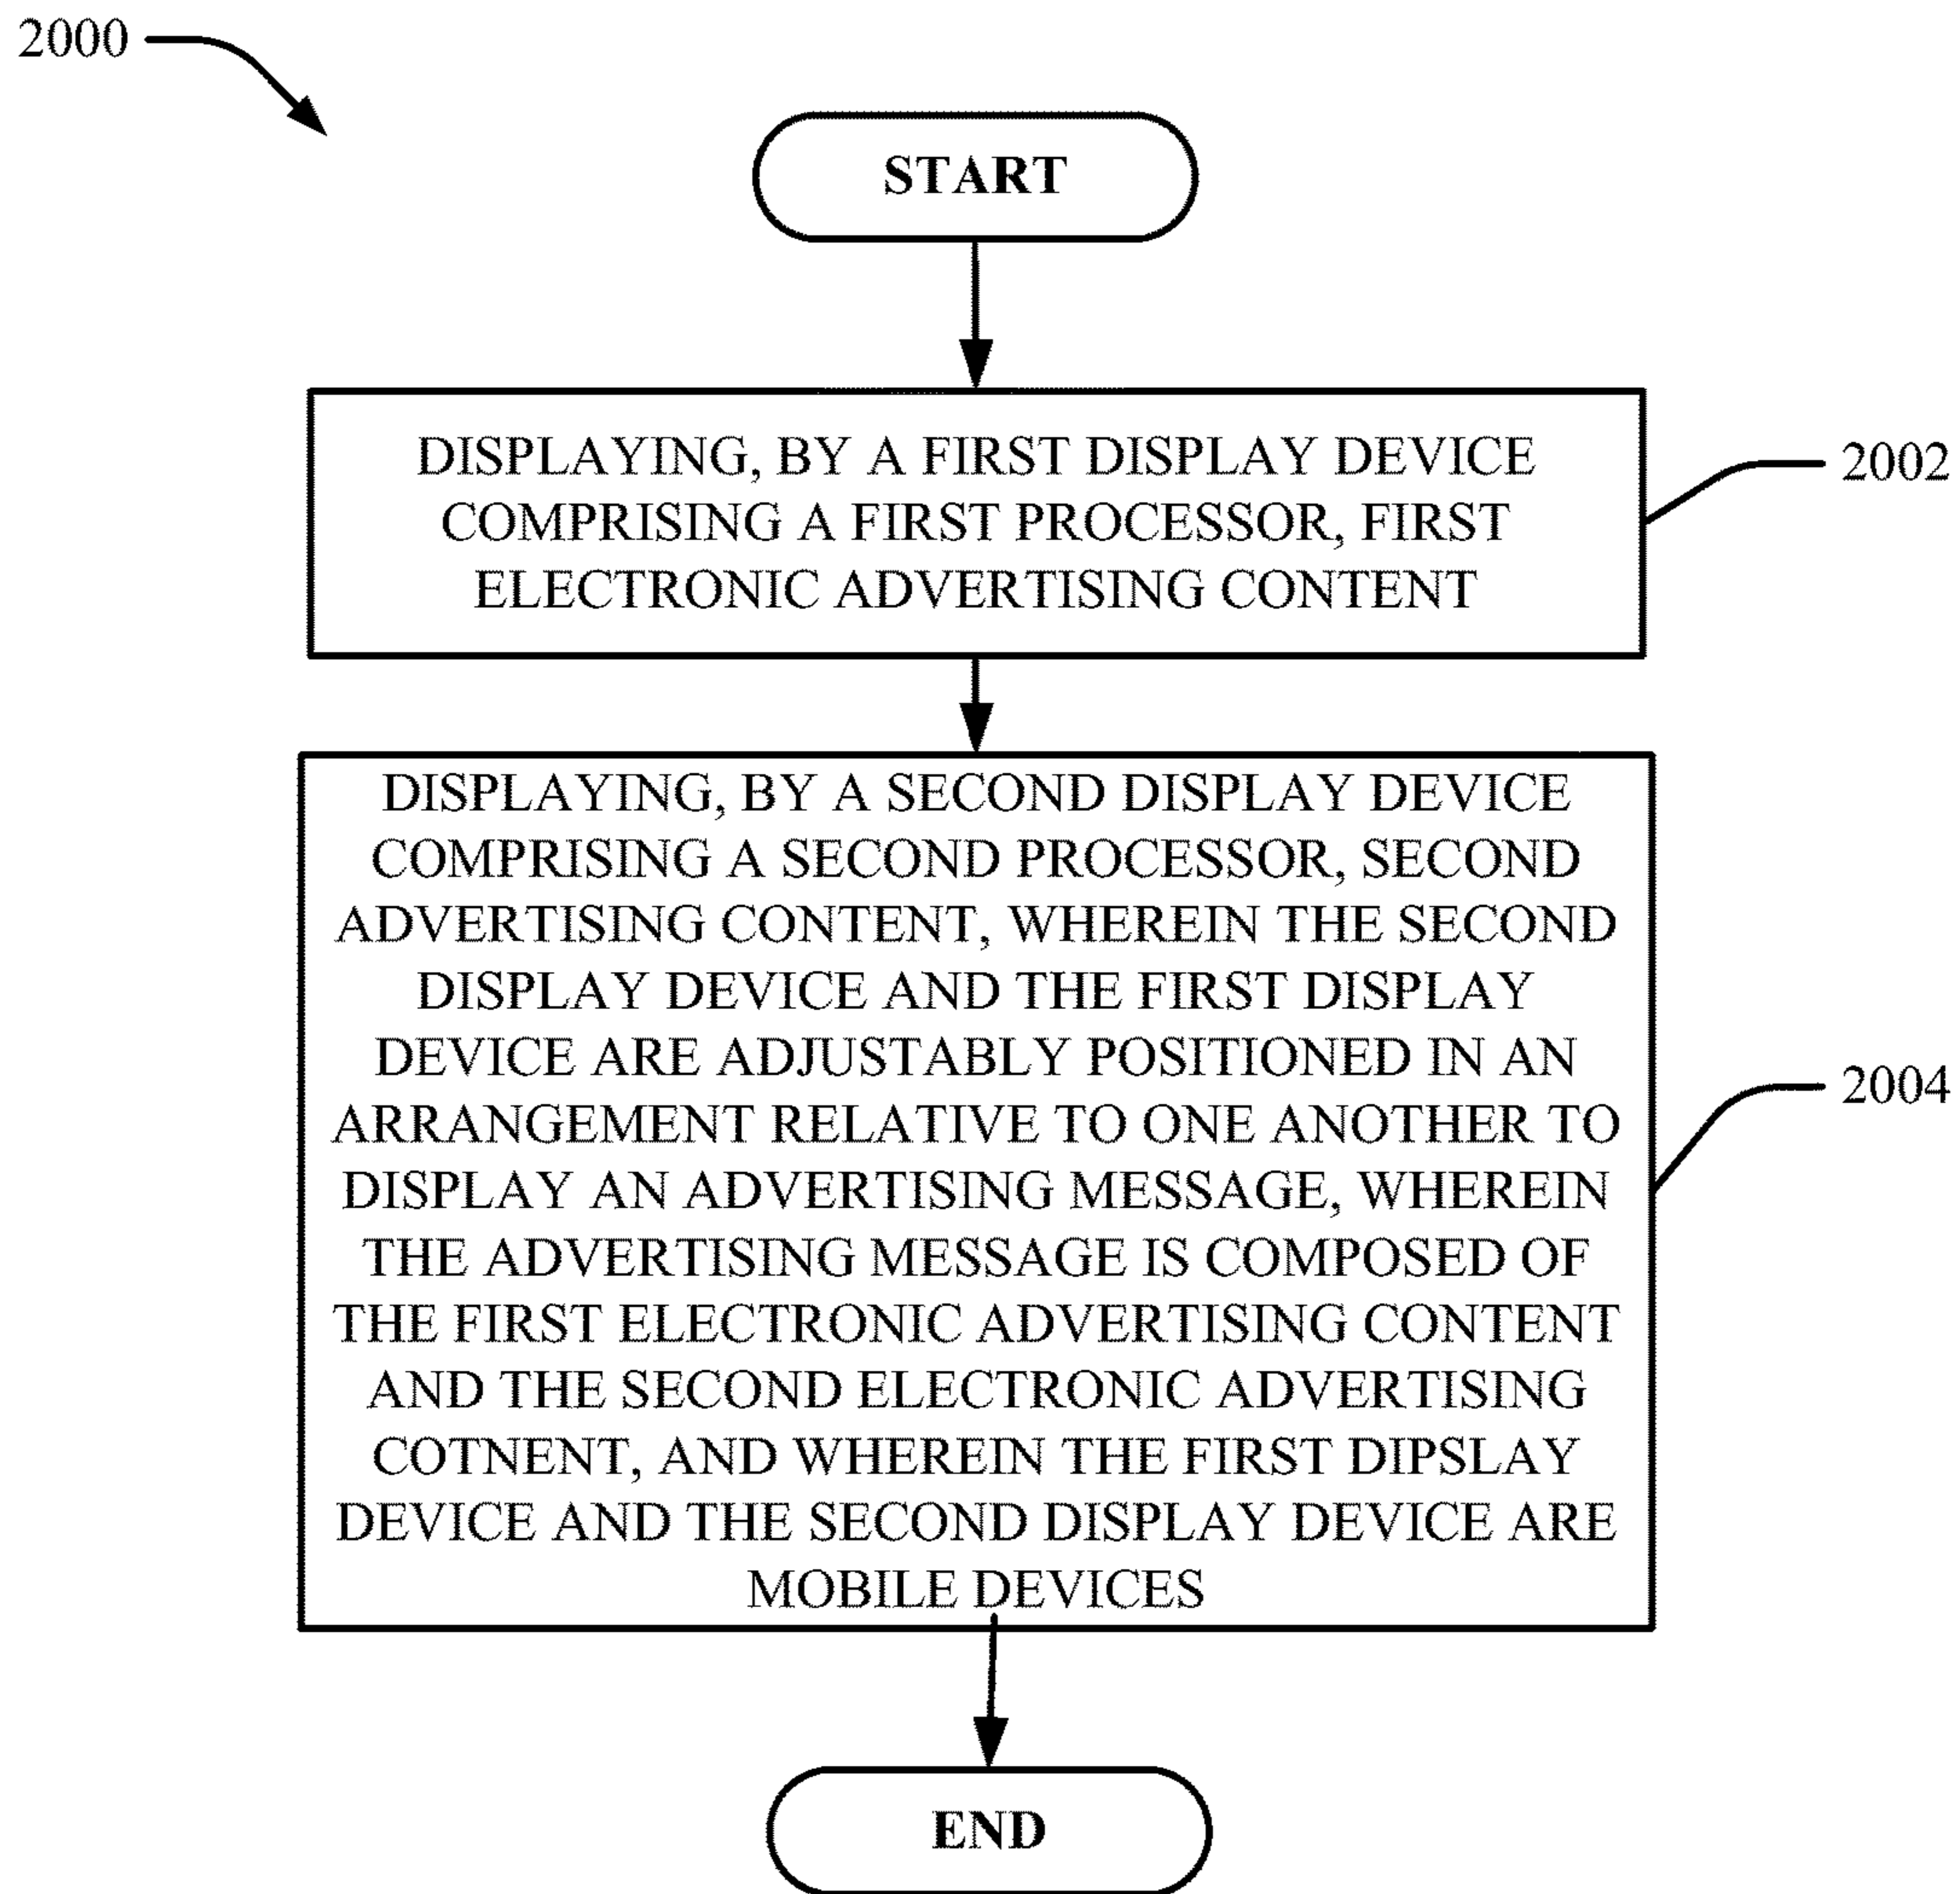 2000
START
DISPLAYING, BY A FIRST DISPLAY DEVICE
COMPRISING A FIRST PROCESSOR, FIRST
ELECTRONIC ADVERTISING CONTENT
2002
DISPLAYING, BY A SECOND DISPLAY DEVICE
COMPRISING A SECOND PROCESSOR, SECOND
ADVERTISING CONTENT, WHEREIN THE SECOND
DISPLAY DEVICE AND THE FIRST DISPLAY
DEVICE ARE ADJUSTABLY POSITIONED IN AN
ARRANGEMENT RELATIVE TO ONE ANOTHER TO
DISPLAY AN ADVERTISING MESSAGE, WHEREIN
THE ADVERTISING MESSAGE IS COMPOSED OF
THE FIRST ELECTRONIC ADVERTISING CONTENT
AND THE SECOND ELECTRONIC ADVERTISING
COTNENT, AND WHEREIN THE FIRST DIPSLAY
DEVICE AND THE SECOND DISPLAY DEVICE ARE
MOBILE DEVICES
2004
END